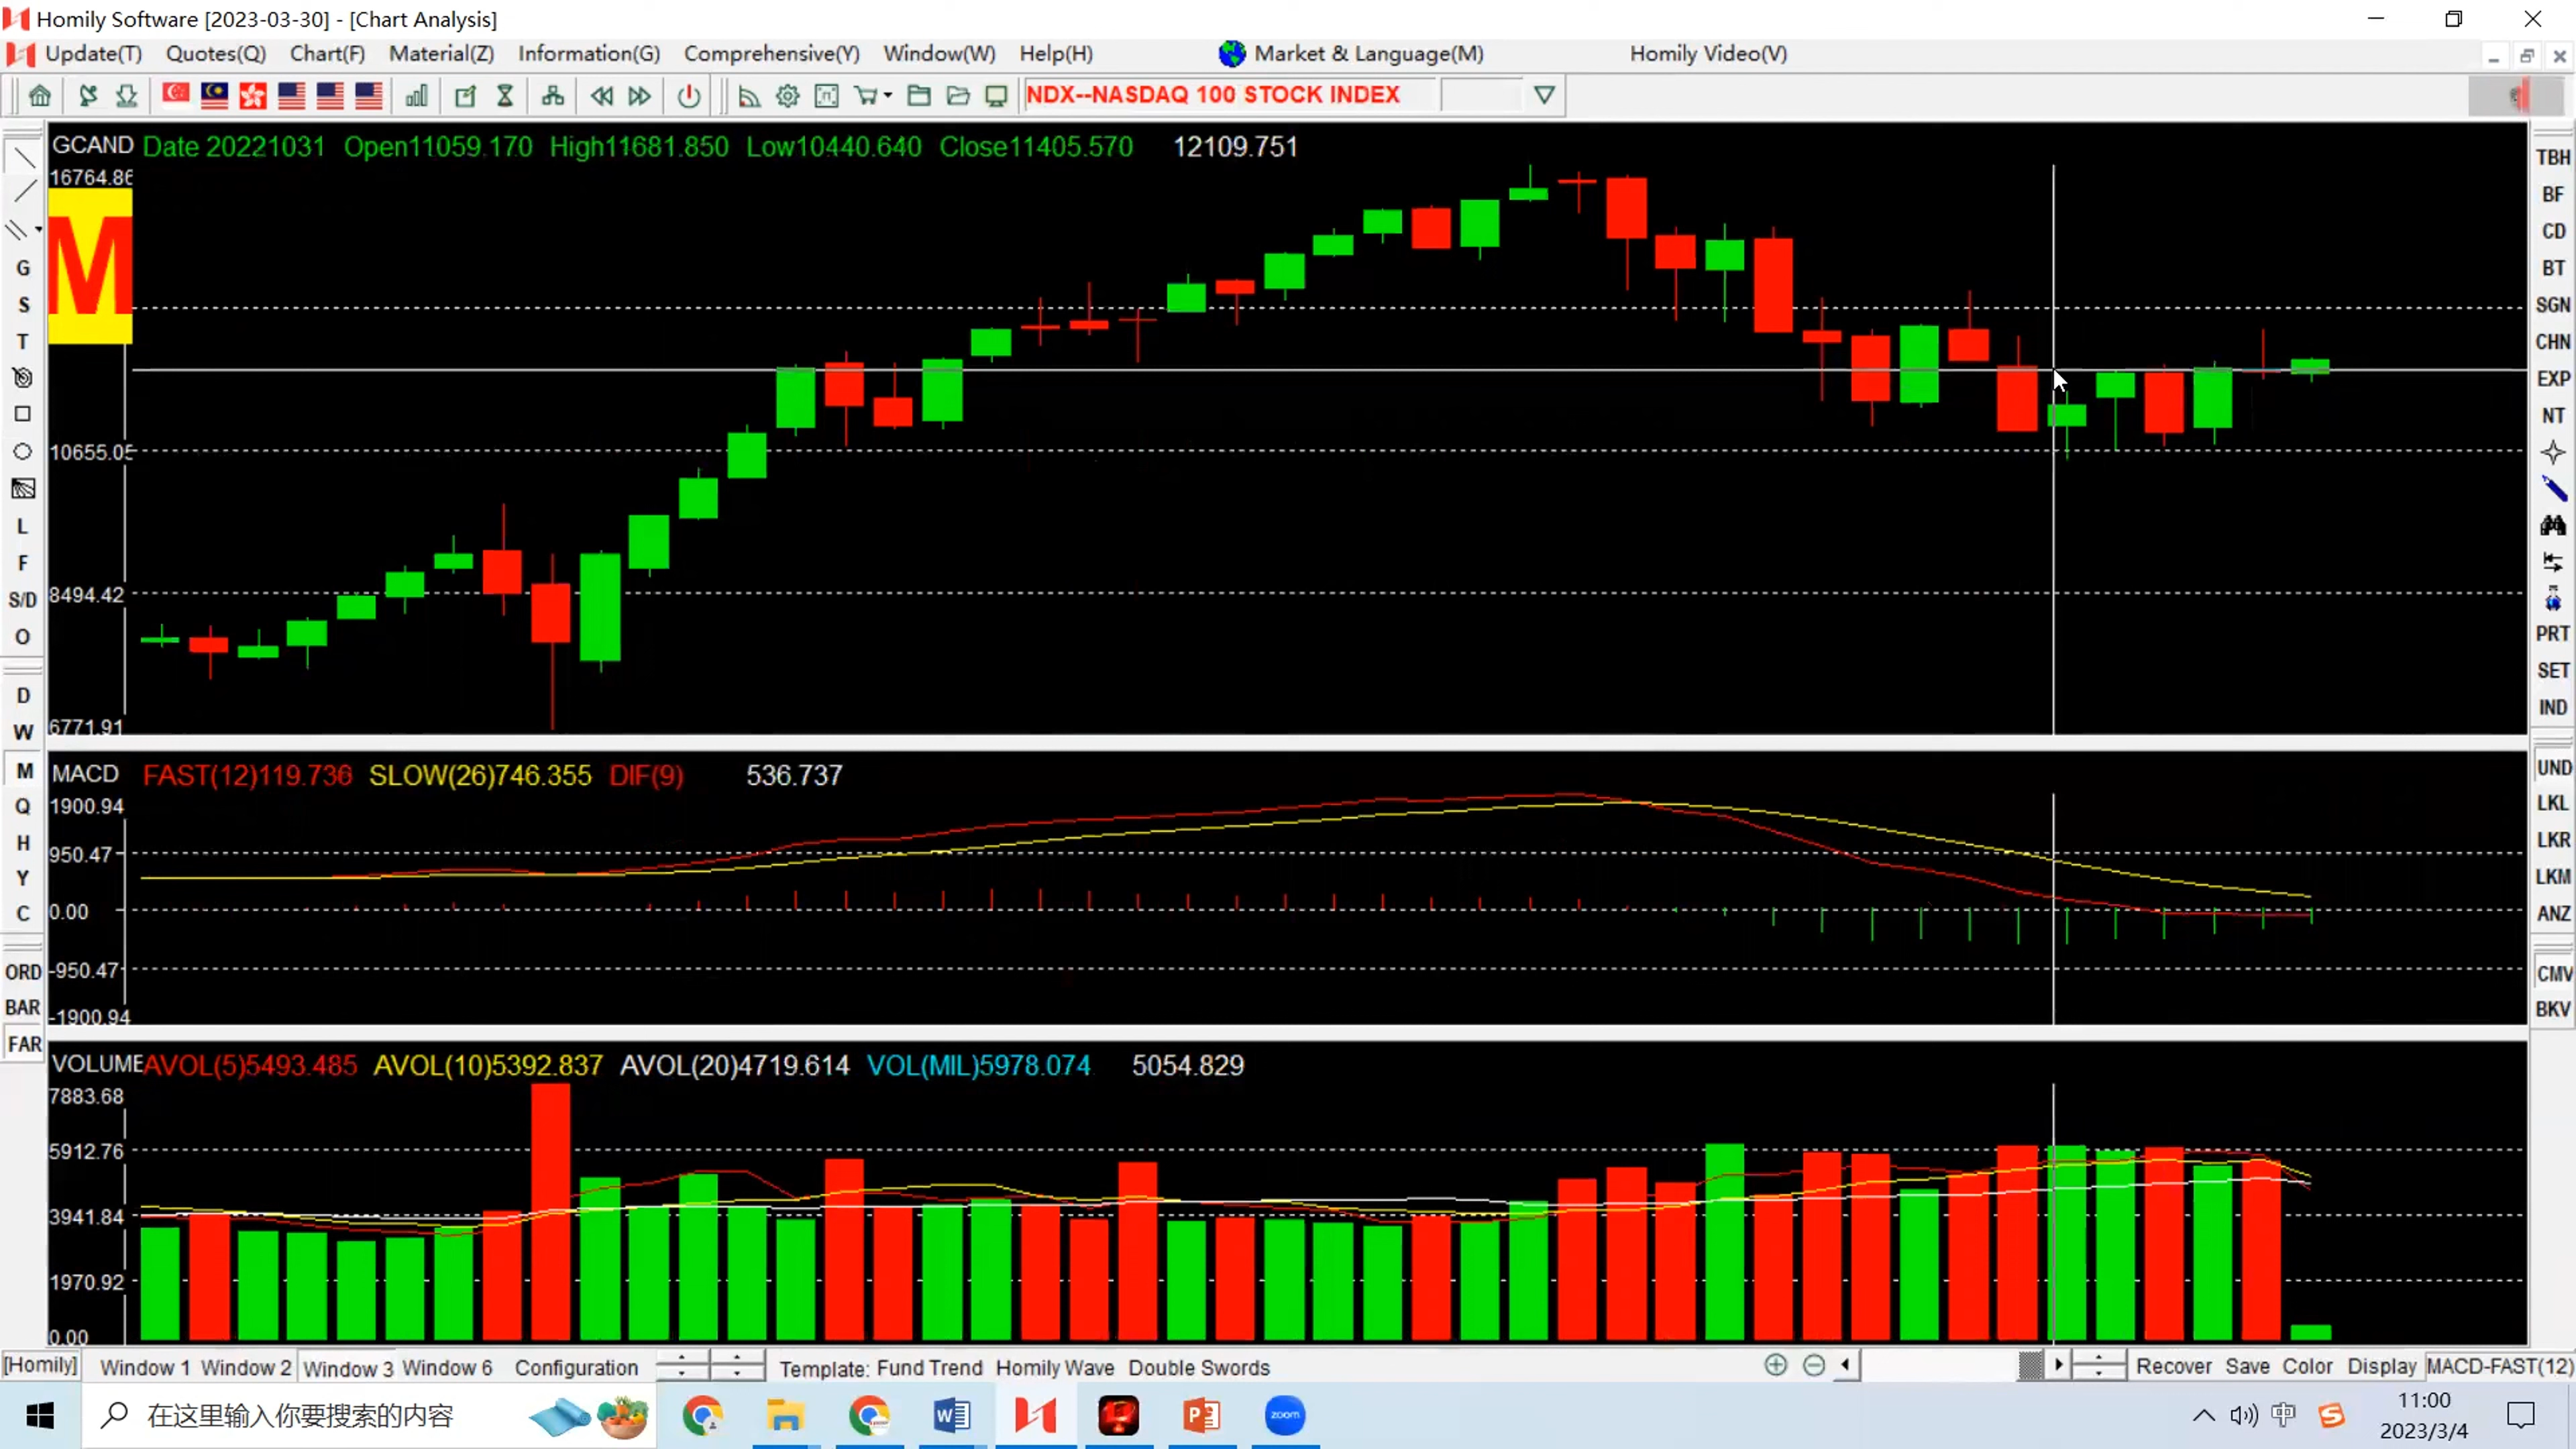 Homily Software [2023-03-30] - [Chart Analysis]
Update(T) Quotes(Q) Chart(F) Material(Z) Information(G) Comprehensive(Y) Window(W) Help(H) Market & Language(M) Homily Video(V)
NDX--NASDAQ 100 STOCK INDEX
GCAND Date 20221031 Open11059.170 High11681.850 Low10440.640 Close11405.570 12109.751
16764.86
M
10655.05
8494.42
6771.91
MACD FAST(12)119.736 SLOW(26)746.355 DIF(9) 536.737
1900.94
950.47
0.00
-950.47
-1900.94
VOLUME AVOL(5)5493.485 AVOL(10)5392.837 AVOL(20)4719.614 VOL(MIL)5978.074 5054.829
7883.68
5912.76
3941.84
1970.92
0.00
G
S
T
L
F
S/D
O
D
W
M
Q
H
Y
C
ORD
BAR
FAR
TBH
BF
CD
BT
SGN
CHN
EXP
NT
PRT
SET
IND
UND
LKL
LKR
LKM
ANZ
CMV
BKV
[Homily] Window 1 Window 2 Window 3 Window 6 Configuration Template: Fund Trend Homily Wave Double Swords Recover Save Color Display MACD-FAST(12)
在这里输入你要搜索的内容
zoom
中
11:00
2023/3/4